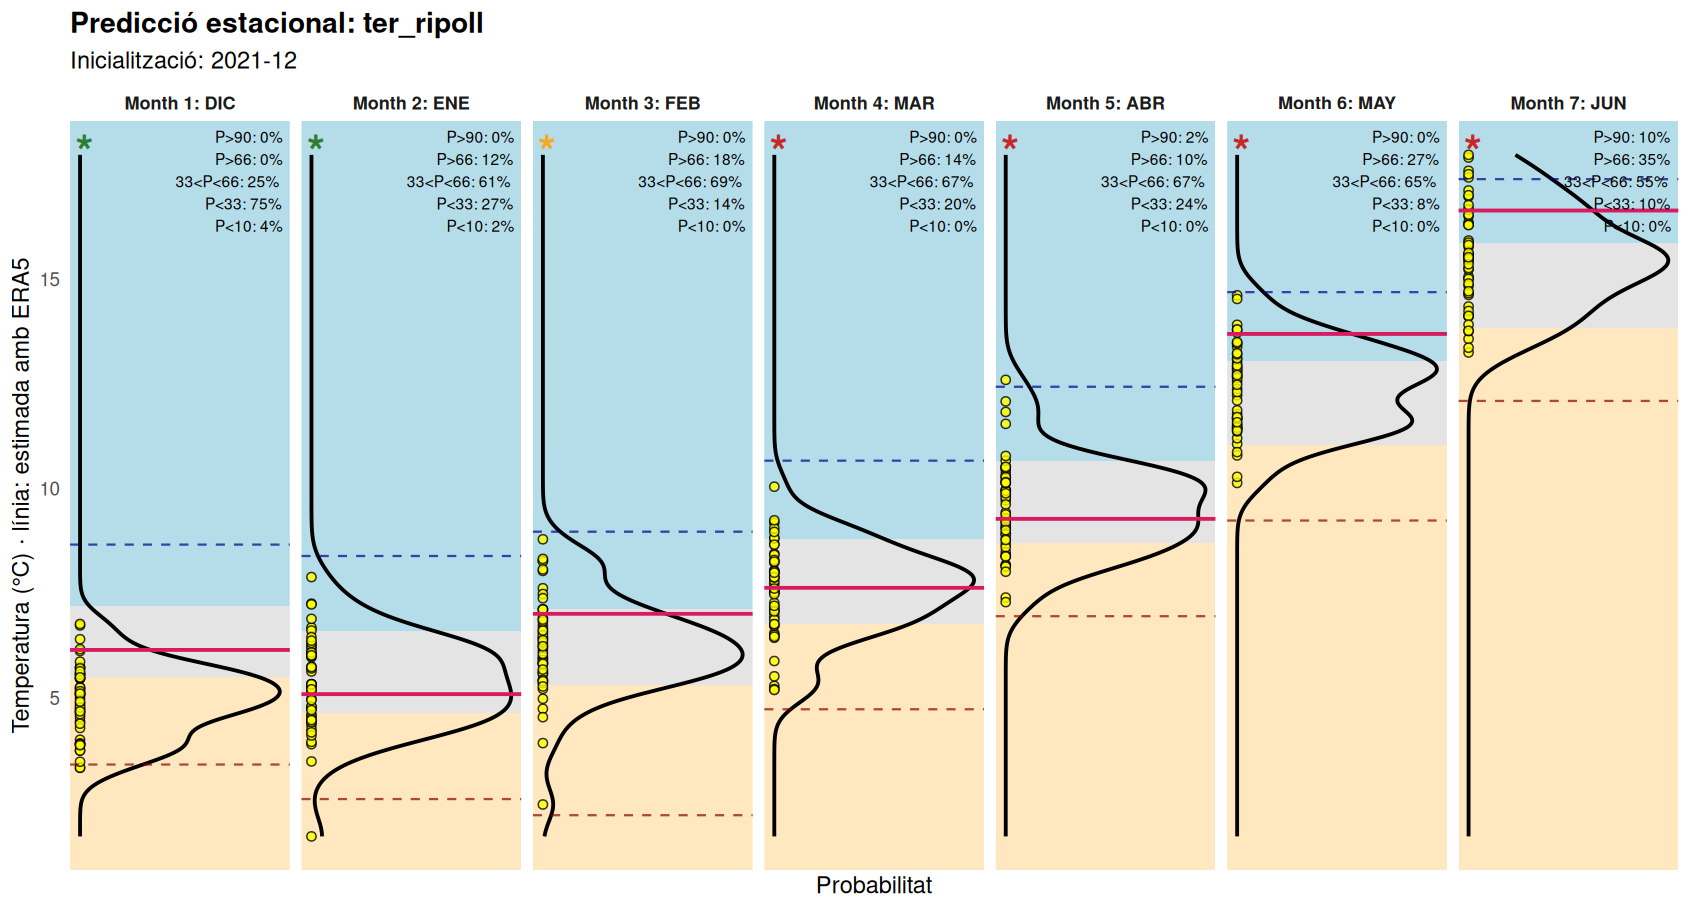 Predicció estacional: ter_ripoll
Inicialització: 2021-12
Month 1: DIC
Month 2: ENE
Month 3: FEB
Month 4: MAR
Month 5: ABR
Month 6: MAY
Month 7: JUN
*
P>90: 0%
P>66: 0%
33<P<66: 25%
P<33: 75%
P<10: 4%
*
P>90: 0%
P>66: 12%
33<P<66: 61%
P<33: 27%
P<10: 2%
*
P>90: 0%
P>66: 18%
33<P<66: 69%
P<33: 14%
P<10: 0%
*
P>90: 0%
P>66: 14%
33<P<66: 67%
P<33: 20%
P<10: 0%
*
P>90: 2%
P>66: 10%
33<P<66: 67%
P<33: 24%
P<10: 0%
*
P>90: 0%
P>66: 27%
33<P<66: 65%
P<33: 8%
P<10: 0%
*
P>90: 10%
P>66: 35%
33<P<66: 55%
P<33: 10%
P<10: 0%
15
10
5
Temperatura (°C) · línia: estimada amb ERA5
Probabilitat